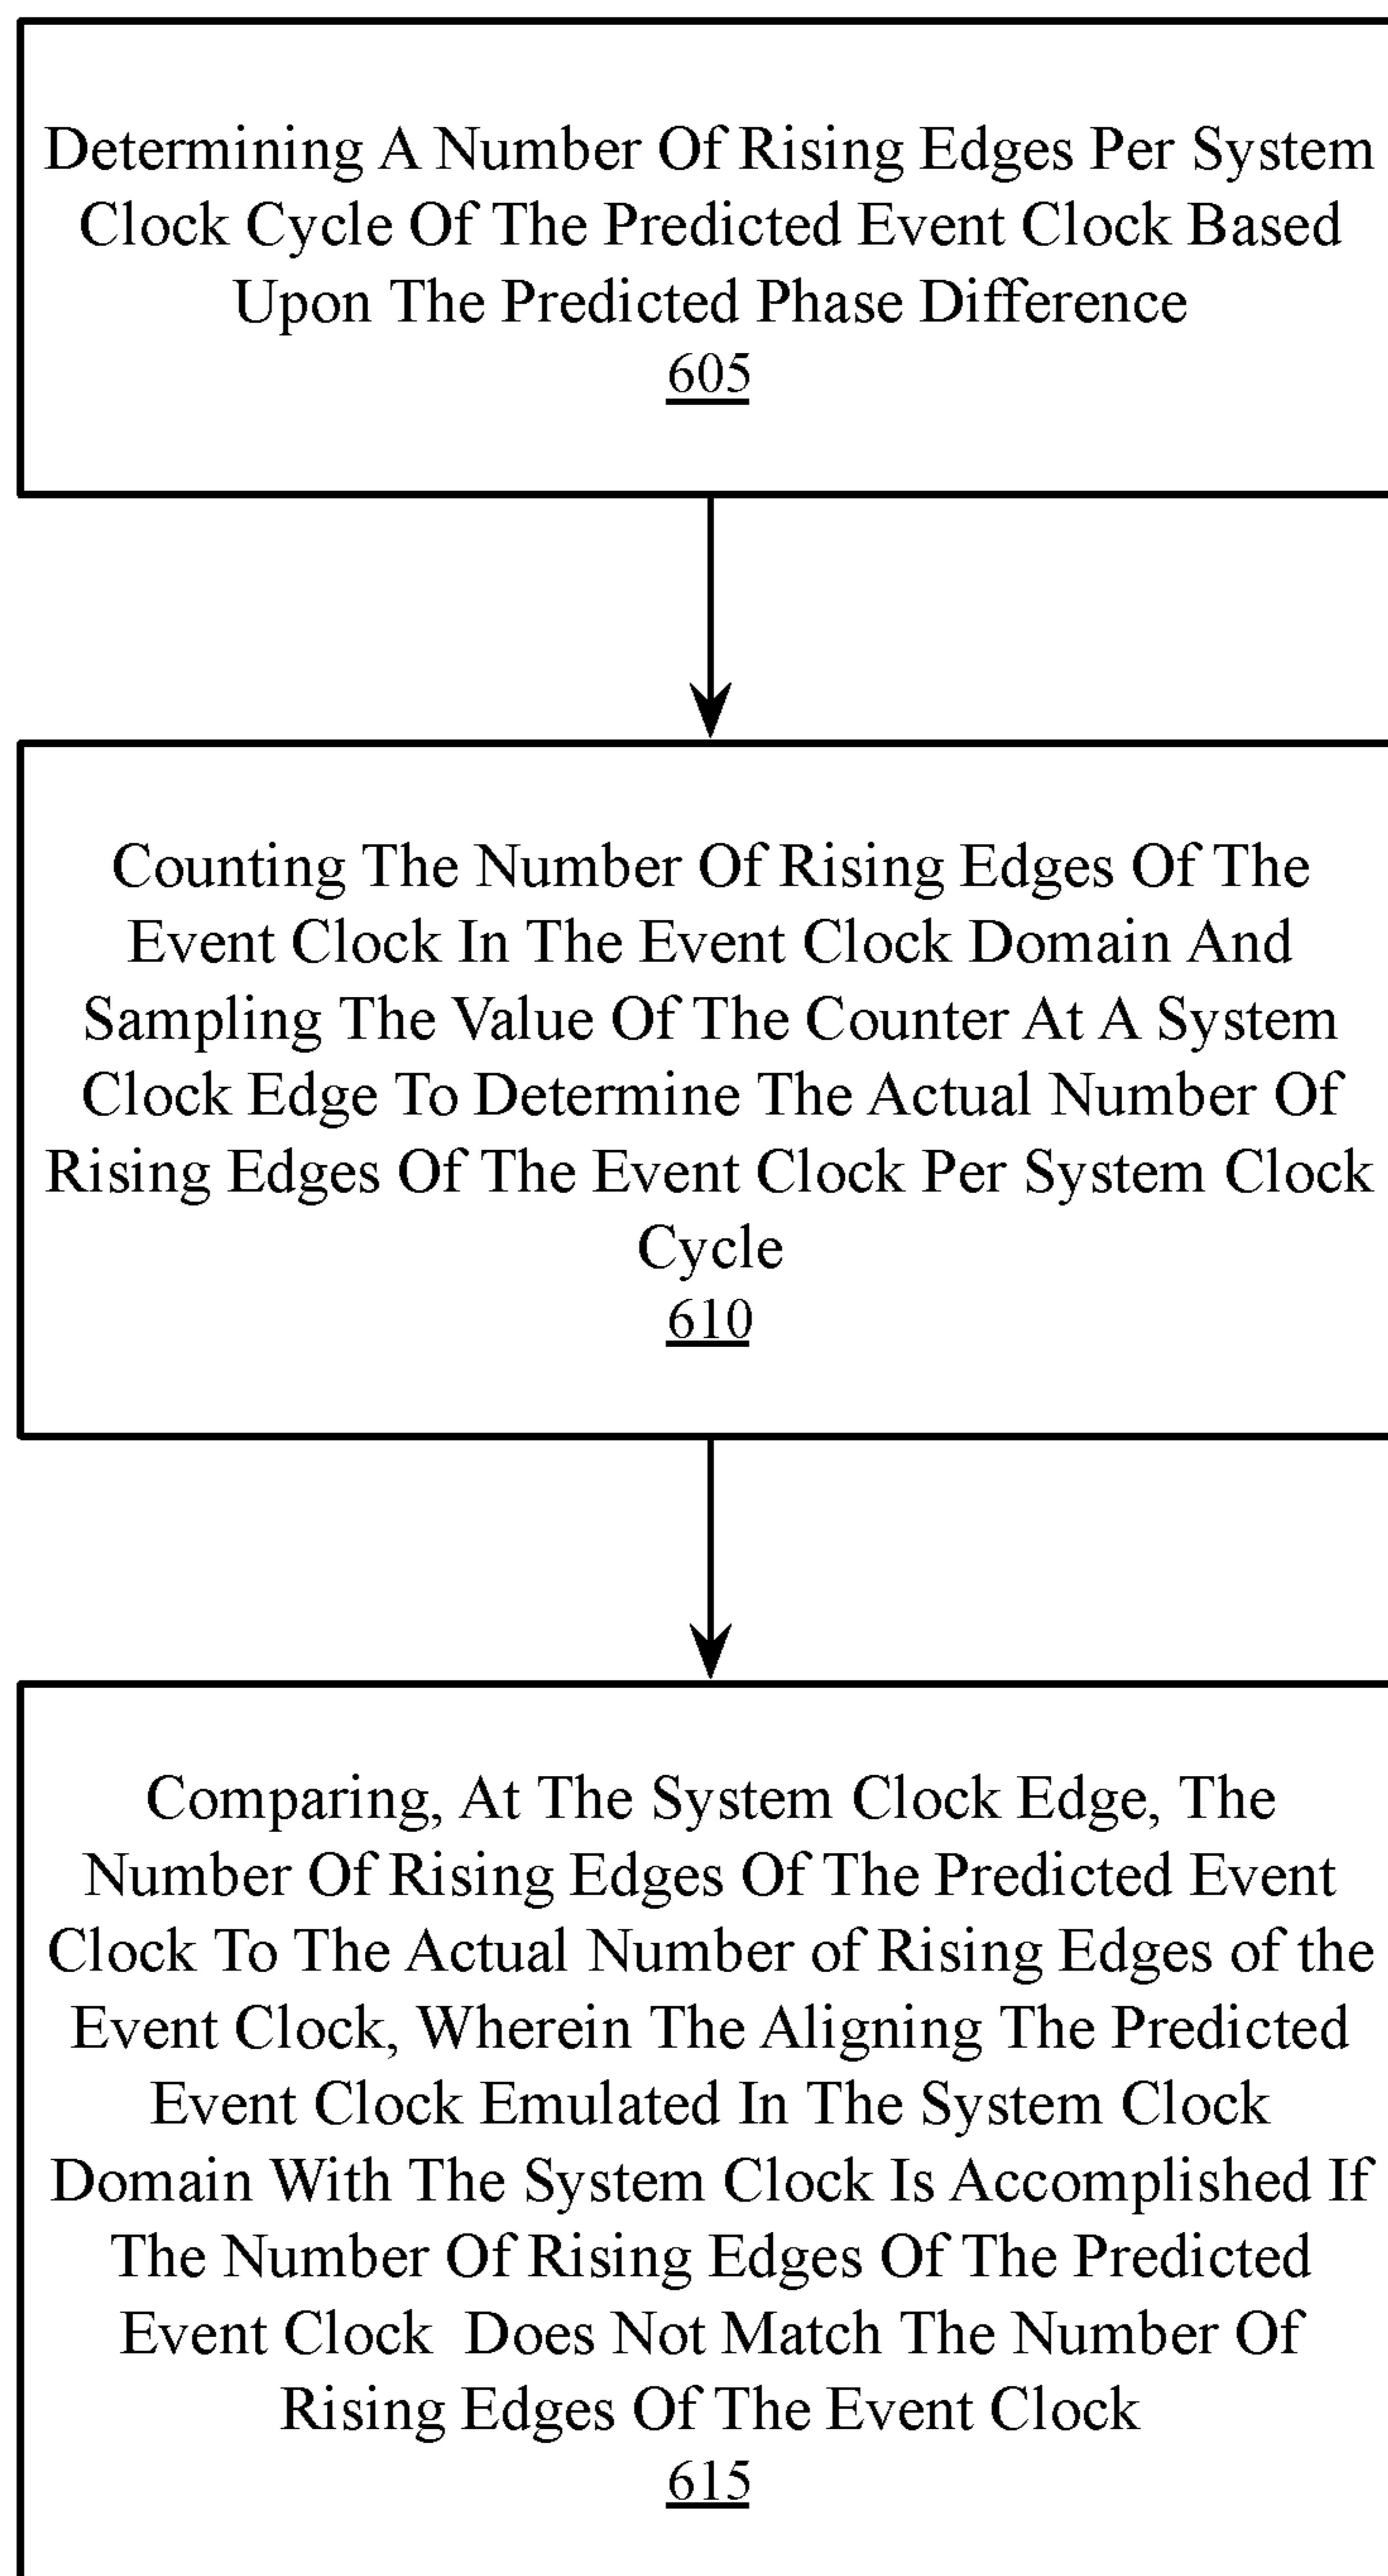 Determining A Number Of Rising Edges Per System
Clock Cycle Of The Predicted Event Clock Based
Upon The Predicted Phase Difference
605
Counting The Number Of Rising Edges Of The
Event Clock In The Event Clock Domain And
Sampling The Value Of The Counter At A System
Clock Edge To Determine The Actual Number Of
Rising Edges Of The Event Clock Per System Clock
Cycle
610
Comparing, At The System Clock Edge, The
Number Of Rising Edges Of The Predicted Event
Clock To The Actual Number of Rising Edges of the
Event Clock, Wherein The Aligning The Predicted
Event Clock Emulated In The System Clock
Domain With The System Clock Is Accomplished If
The Number Of Rising Edges Of The Predicted
Event Clock Does Not Match The Number Of
Rising Edges Of The Event Clock
615